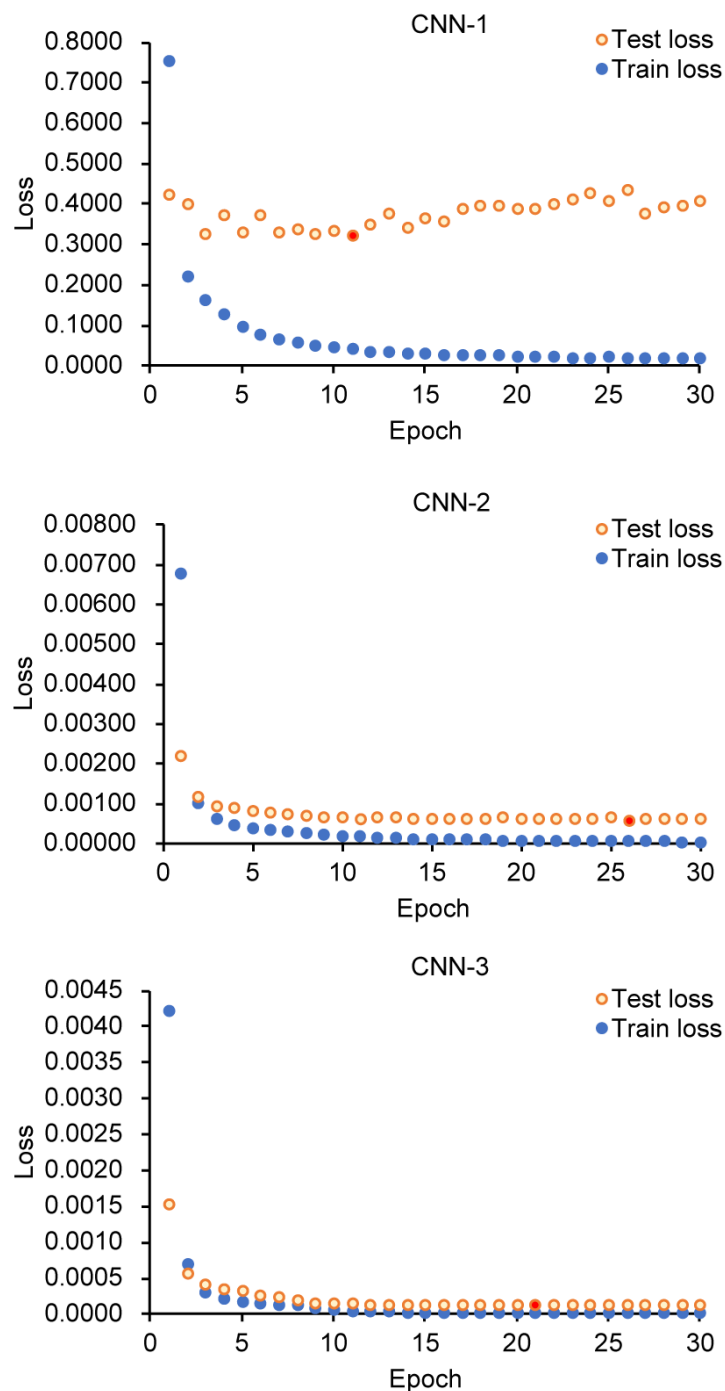 CNN-1
Test loss
Train loss
0.8000
0.7000
0.6000
0.5000
0.4000
0.3000
0.2000
0.1000
0.0000
Loss
0 5 10 15 20 25 30
Epoch
CNN-2
Test loss
Train loss
0.00800
0.00700
0.00600
0.00500
0.00400
0.00300
0.00200
0.00100
0.00000
Loss
0 5 10 15 20 25 30
Epoch
CNN-3
Test loss
Train loss
0.0045
0.0040
0.0035
0.0030
0.0025
0.0020
0.0015
0.0010
0.0005
0.0000
Loss
0 5 10 15 20 25 30
Epoch